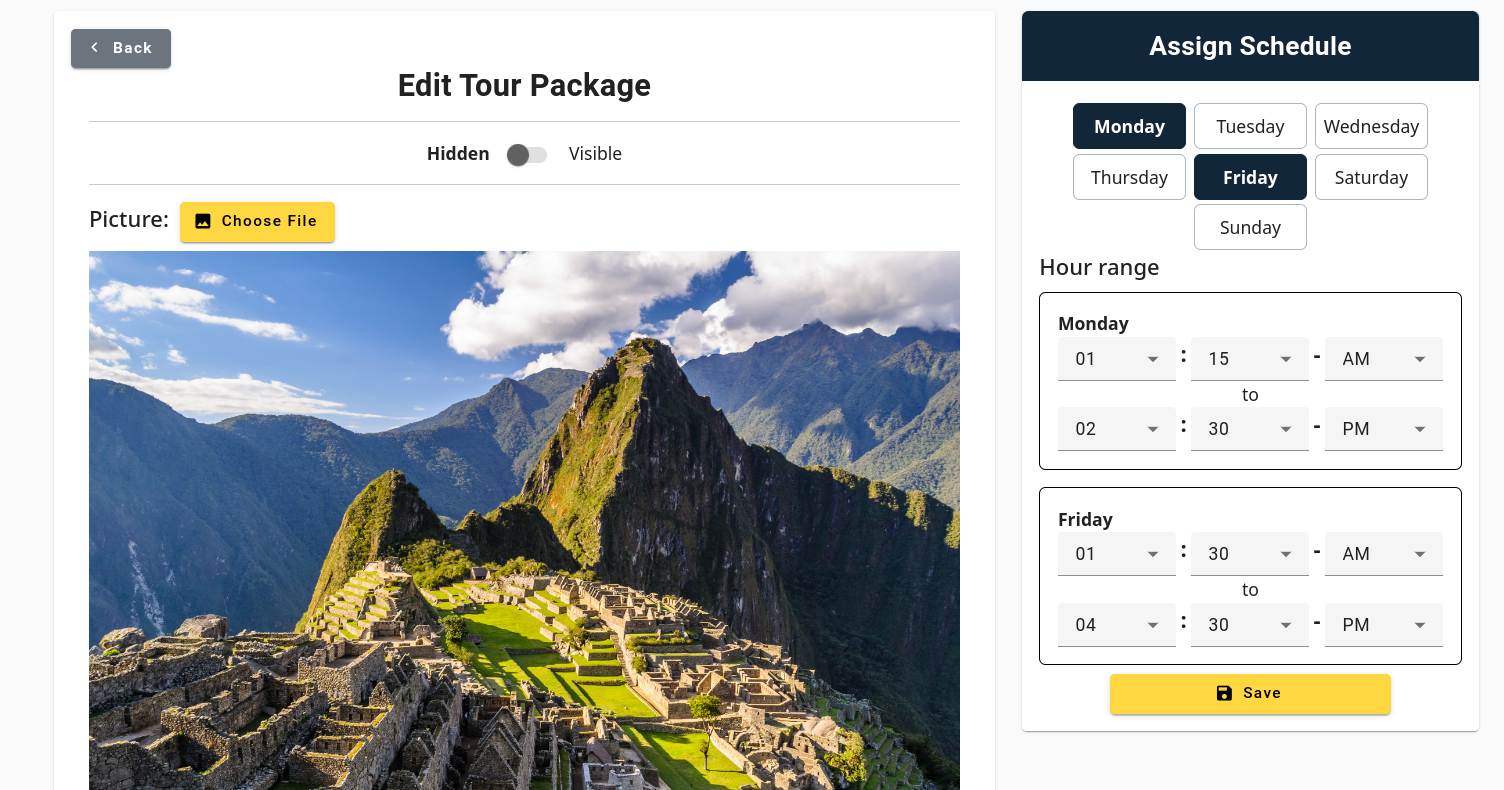 Back
Edit Tour Package
Hidden Visible
Picture: Choose File
Assign Schedule
Monday Tuesday Wednesday
Thursday Friday Saturday
Sunday
Hour range
Monday
01 : 15 - AM
to
02 : 30 - PM
Friday
01 : 30 - AM
to
04 : 30 - PM
Save